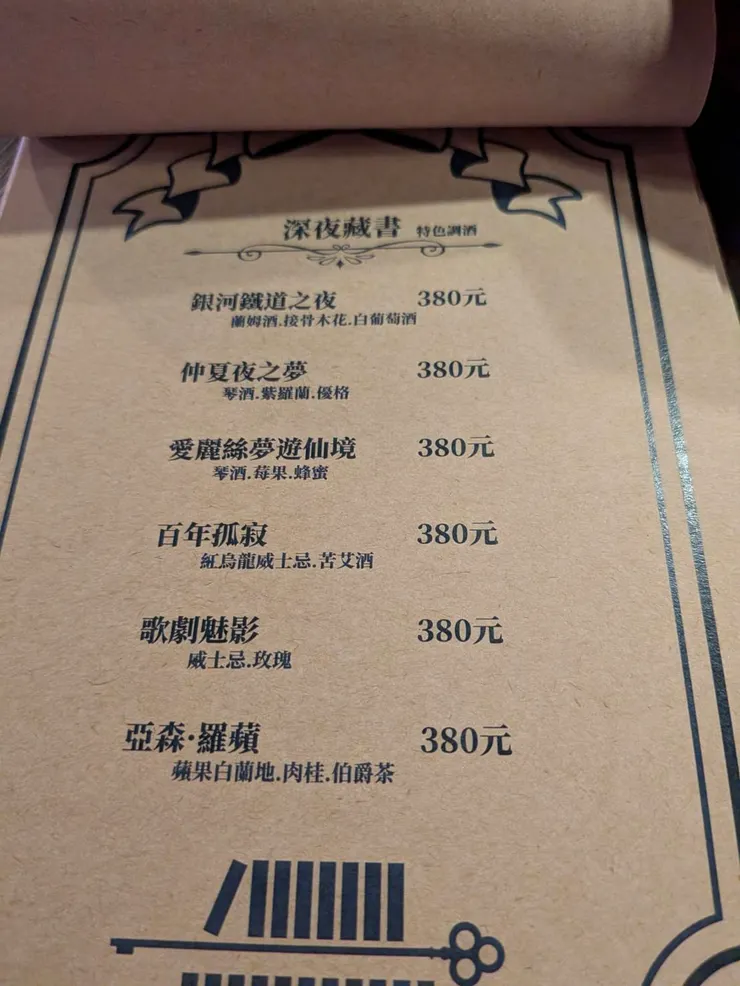 深夜藏書 特色調酒
銀河鐵道之夜 380元
蘭姆酒.接骨木花.白葡萄酒
仲夏夜之夢 380元
琴酒.紫羅蘭.優格
愛麗絲夢遊仙境 380元
琴酒.莓果.蜂蜜
百年孤寂 380元
紅烏龍威士忌.苦艾酒
歌劇魅影 380元
威士忌.玫瑰
亞森·羅蘋 380元
蘋果白蘭地.肉桂.伯爵茶